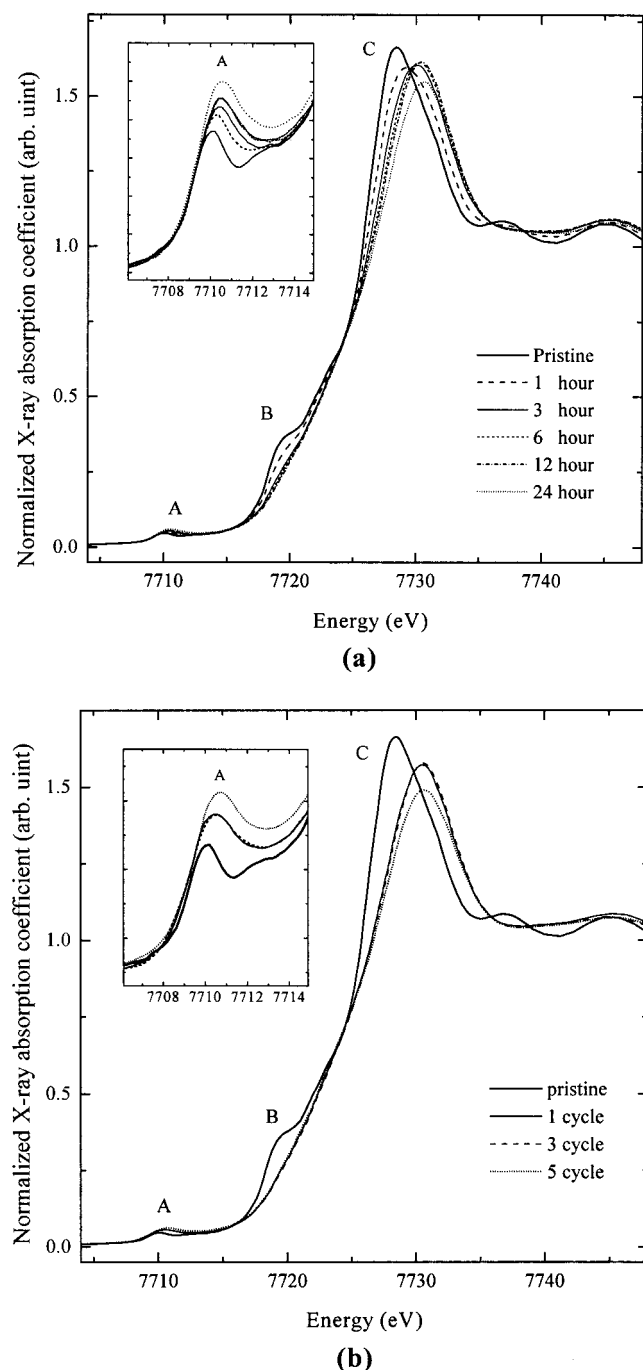 A
7708 7710 7712 7714
C
B
A
Pristine
1 hour
3 hour
6 hour
12 hour
24 hour
1.5
1.0
0.5
0.0
Normalized X-ray absorption coefficient (arb. uint)
7710 7720 7730 7740
Energy (eV)
(a)
A
7708 7710 7712 7714
C
B
A
pristine
1 cycle
3 cycle
5 cycle
1.5
1.0
0.5
0.0
Normalized X-ray absorption coefficient (arb. uint)
7710 7720 7730 7740
Energy (eV)
(b)